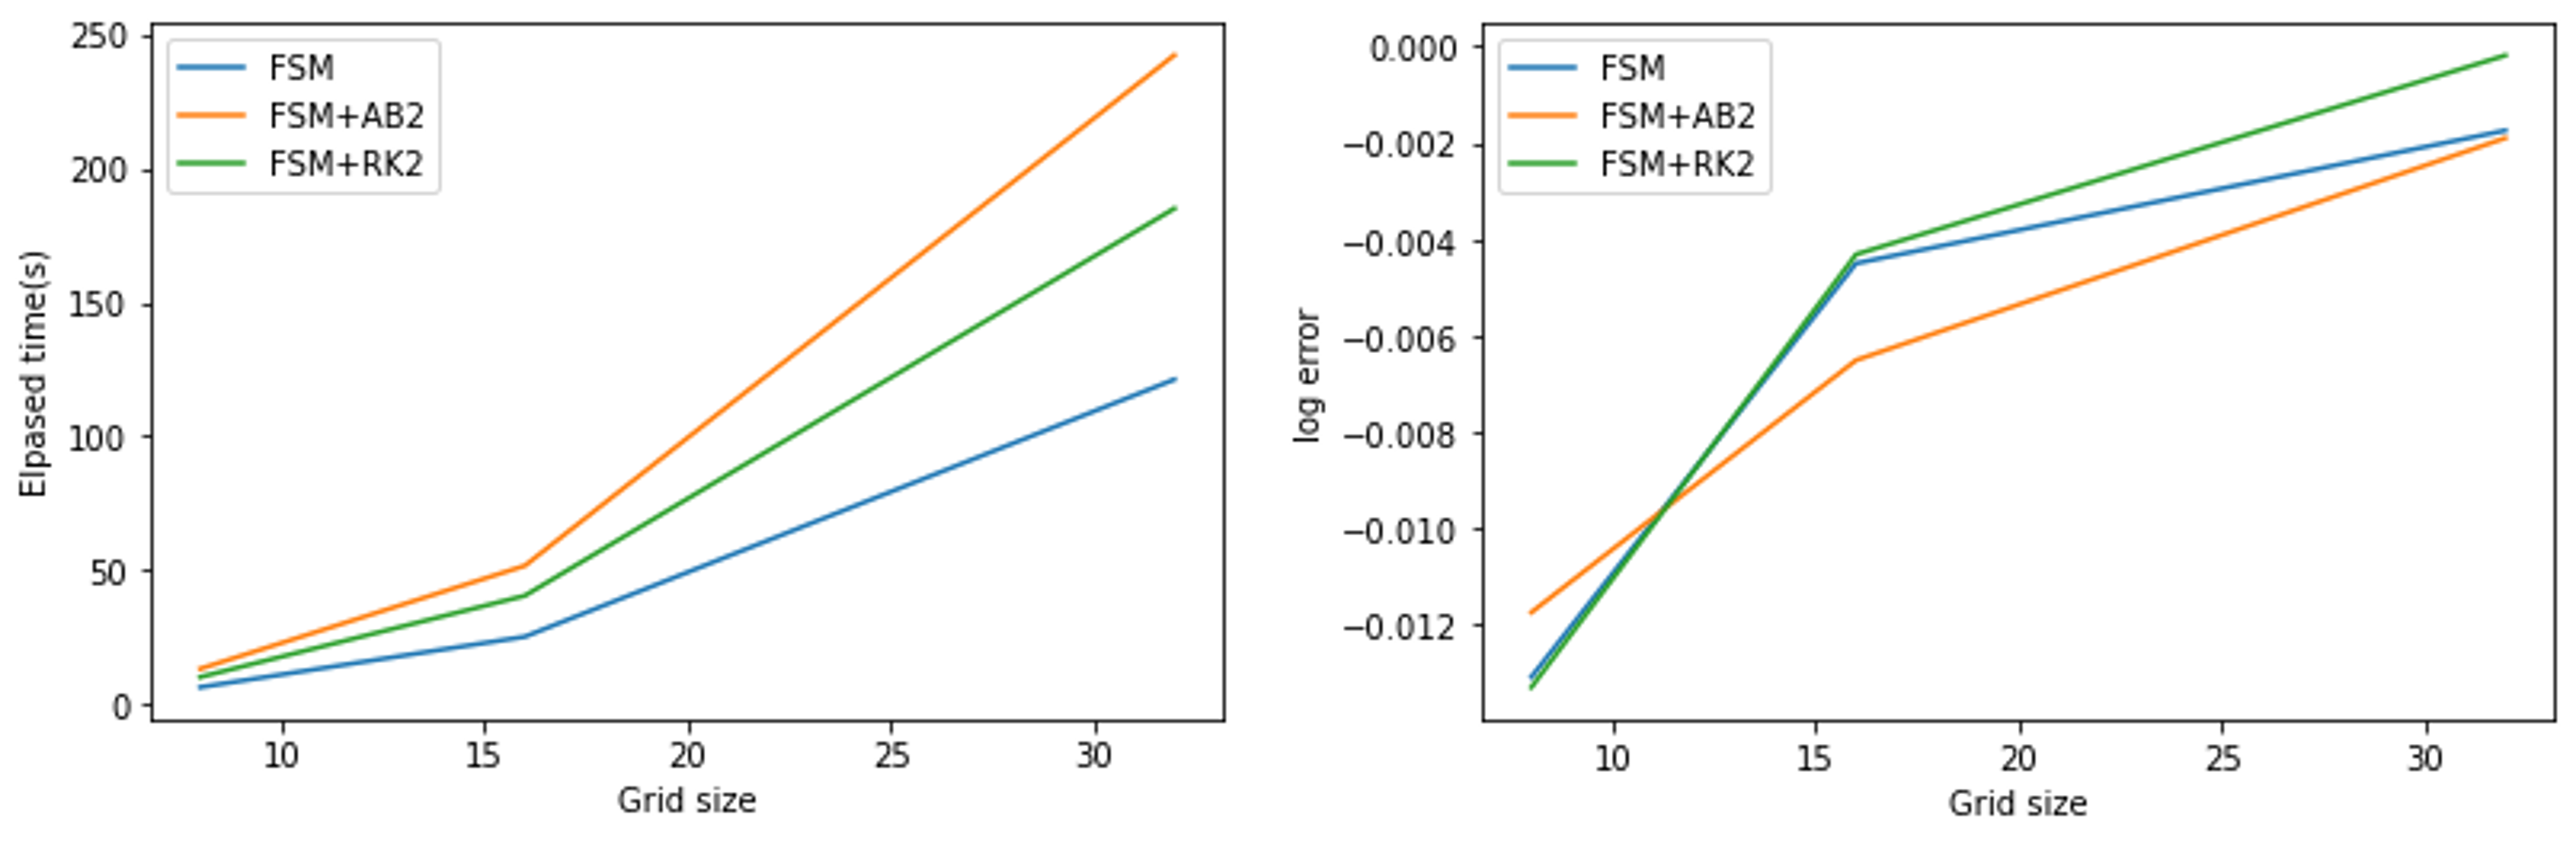 250
200
150
100
50
0
Elpased time(s)
FSM
FSM+AB2
FSM+RK2
10 15 20 25 30
Grid size
0.000
−0.002
−0.004
−0.006
−0.008
−0.010
−0.012
log error
FSM
FSM+AB2
FSM+RK2
10 15 20 25 30
Grid size